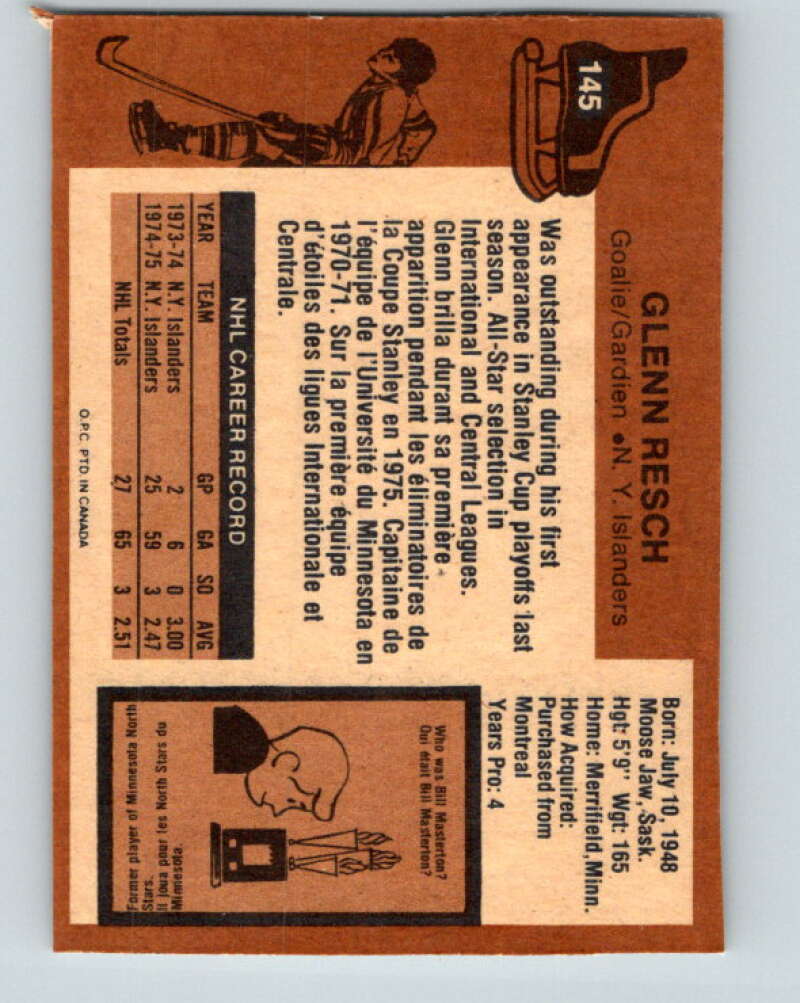 145
GLENN RESCH
Goalie/Gardien ● N. Y. Islanders
Born: July 10, 1948
Moose Jaw, Sask.
Hgt: 5'9" Wgt: 165
Home: Merrifield, Minn.
How Acquired:
Purchased from
Montreal
Years Pro: 4
Was outstanding during his first
appearance in Stanley Cup playoffs last
season. All-Star selection in
International and Central Leagues.
Glenn brilla durant sa première
apparition pendant les éliminatoires de
la Coupe Stanley en 1975. Capitaine de
l'équipe de l'Université du Minnesota en
1970-71. Sur la première équipe
d'étoiles des ligues Internationale et
Centrale.
NHL CAREER RECORD
YEAR TEAM GP GA SO AVG
1973-74 N.Y. Islanders 2 6 0 3.00
1974-75 N.Y. Islanders 25 59 3 2.47
NHL Totals 27 65 3 2.51
O.P.C. PTD. IN CANADA
Who was Bill Masterton?
Qui était Bill Masterton?
Former player of Minnesota North
Stars.
Il joua pour les North Stars du
Minnesota.